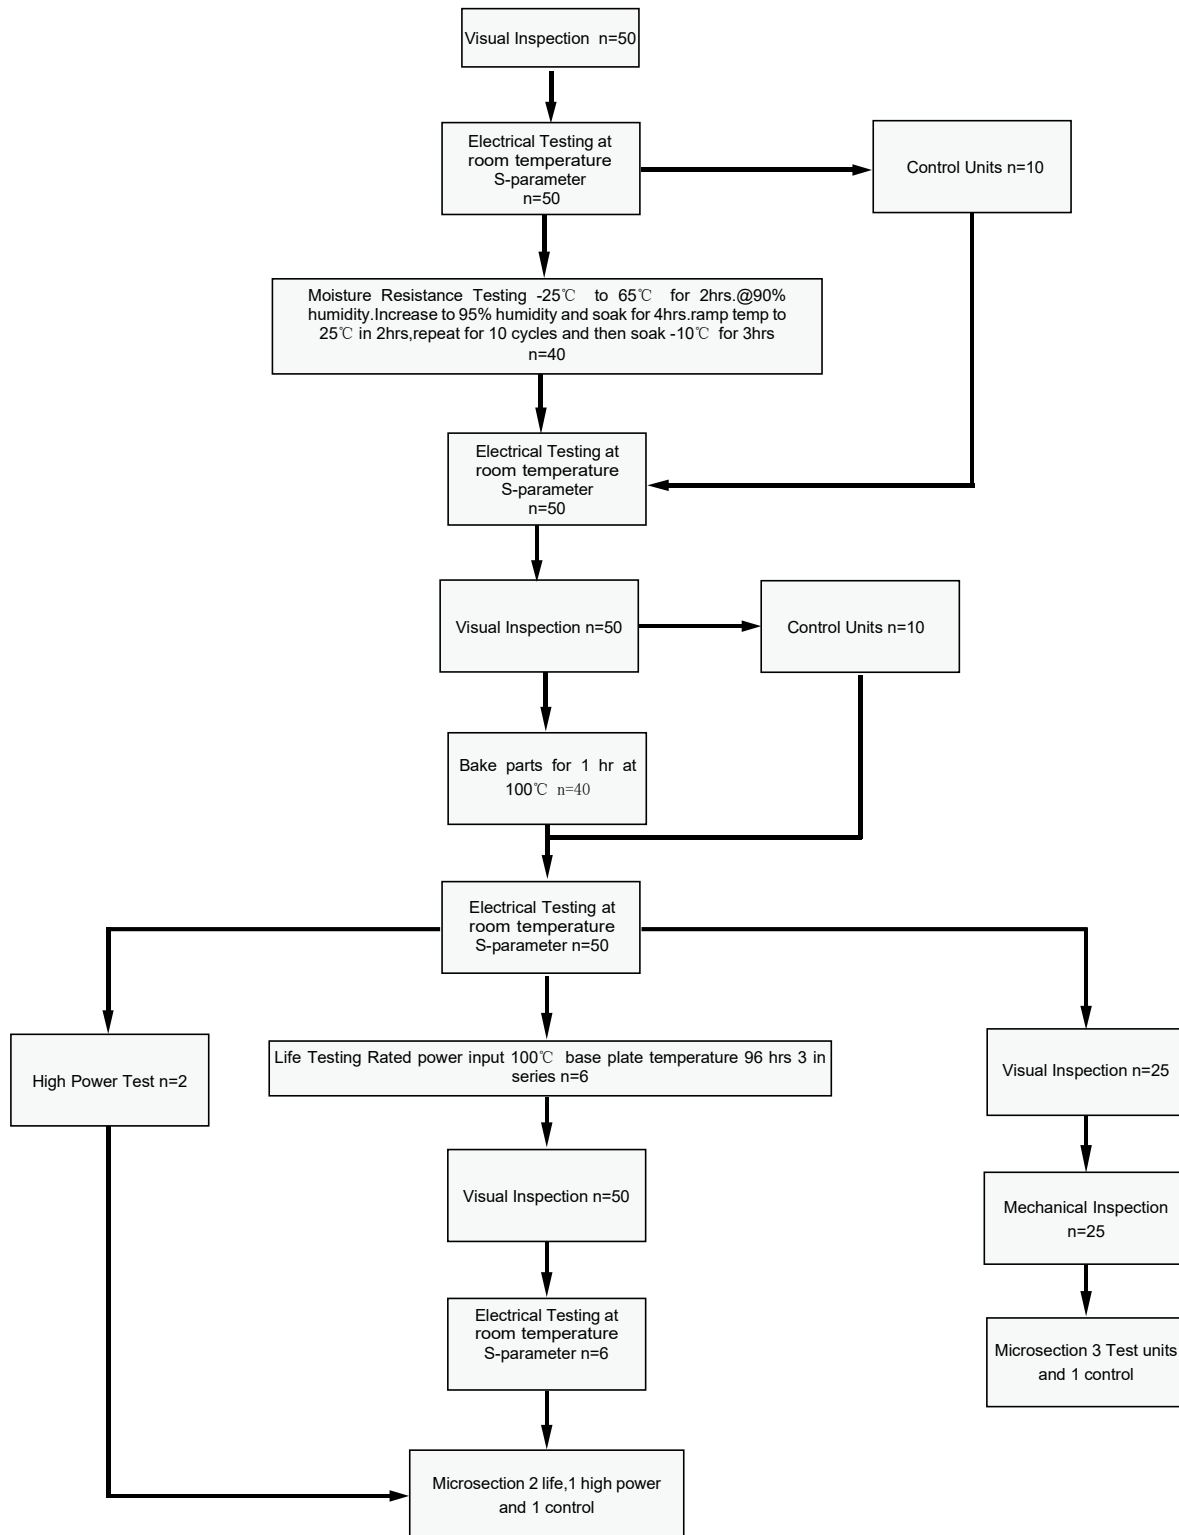 Visual Inspection n=50
Electrical Testing at
room temperature
S-parameter
n=50
Control Units n=10
Moisture Resistance Testing -25℃ to 65℃ for 2hrs.@90%
humidity.Increase to 95% humidity and soak for 4hrs.ramp temp to
25℃ in 2hrs,repeat for 10 cycles and then soak -10℃ for 3hrs
n=40
Electrical Testing at
room temperature
S-parameter
n=50
Visual Inspection n=50
Control Units n=10
Bake parts for 1 hr at
100℃ n=40
Electrical Testing at
room temperature
S-parameter n=50
High Power Test n=2
Life Testing Rated power input 100℃ base plate temperature 96 hrs 3 in
series n=6
Visual Inspection n=25
Visual Inspection n=50
Mechanical Inspection
n=25
Electrical Testing at
room temperature
S-parameter n=6
Microsection 3 Test units
and 1 control
Microsection 2 life,1 high power
and 1 control